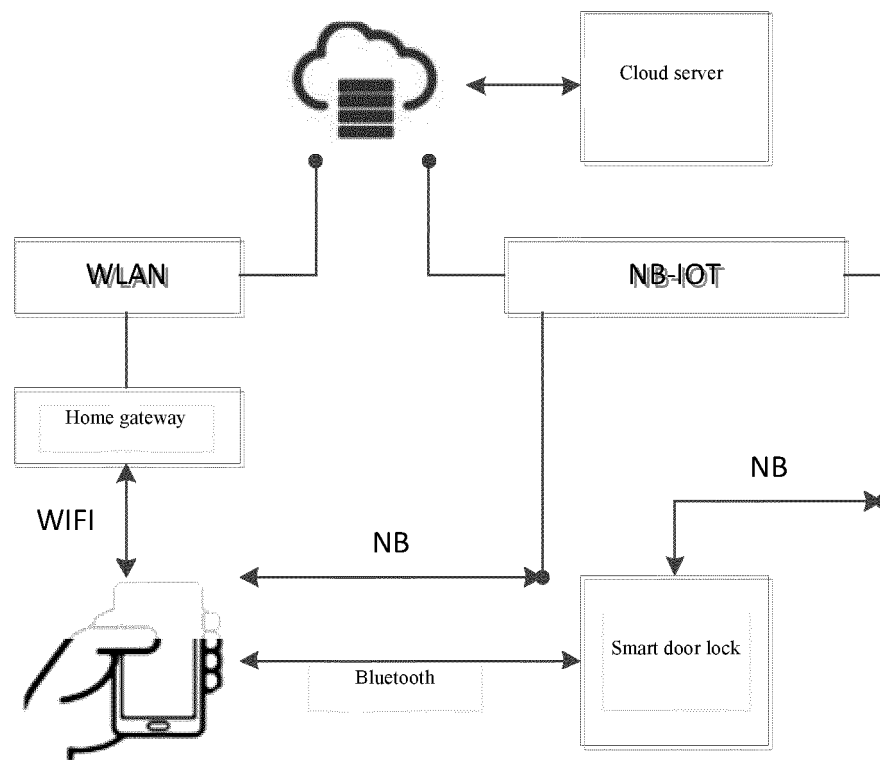 Cloud server
WLAN
NB-IOT
Home gateway
WIFI
NB
NB
Bluetooth
Smart door lock